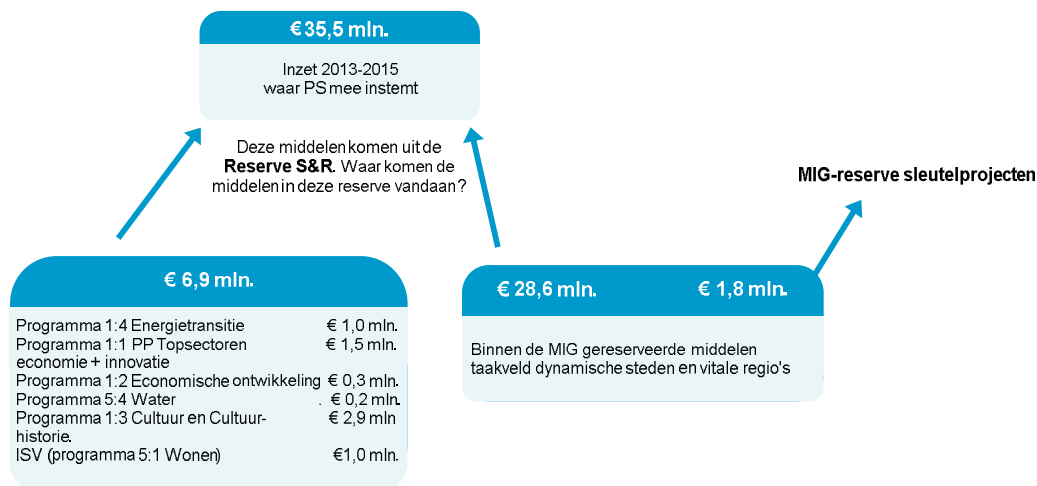 € 35,5 mln.
Inzet 2013-2015
waar PS mee instemt
Deze middelen komen uit de
Reserve S&R. Waar komen de
middelen in deze reserve vandaan?
MIG-reserve sleutelprojecten
€ 6,9 mln.
Programma 1:4 Energietransitie € 1,0 mln.
Programma 1:1 PP Topsectoren € 1,5 mln.
economie + innovatie
Programma 1:2 Economische ontwikkeling € 0,3 mln.
Programma 5:4 Water . € 0,2 mln.
Programma 1:3 Cultuur en Cultuur- € 2,9 mln
historie.
ISV (programma 5:1 Wonen) €1,0 mln.
€ 28,6 mln. € 1,8 mln.
Binnen de MIG gereserveerde middelen
taakveld dynamische steden en vitale regio's